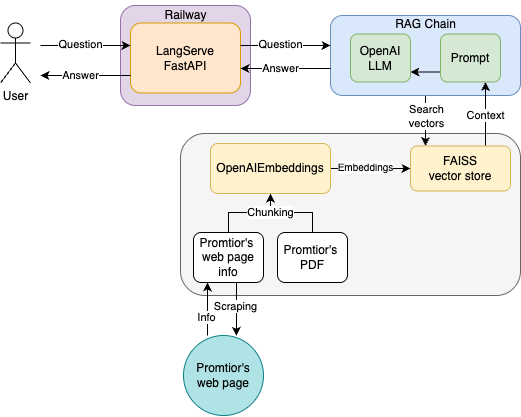 Railway
RAG Chain
Question
LangServe
FastAPI
Question
OpenAI
LLM
Prompt
Answer
Answer
User
Search
vectors
Context
OpenAIEmbeddings
Embeddings
FAISS
vector store
Chunking
Promtior's
web page
info
Promtior's
PDF
Info
Scraping
Promtior's
web page